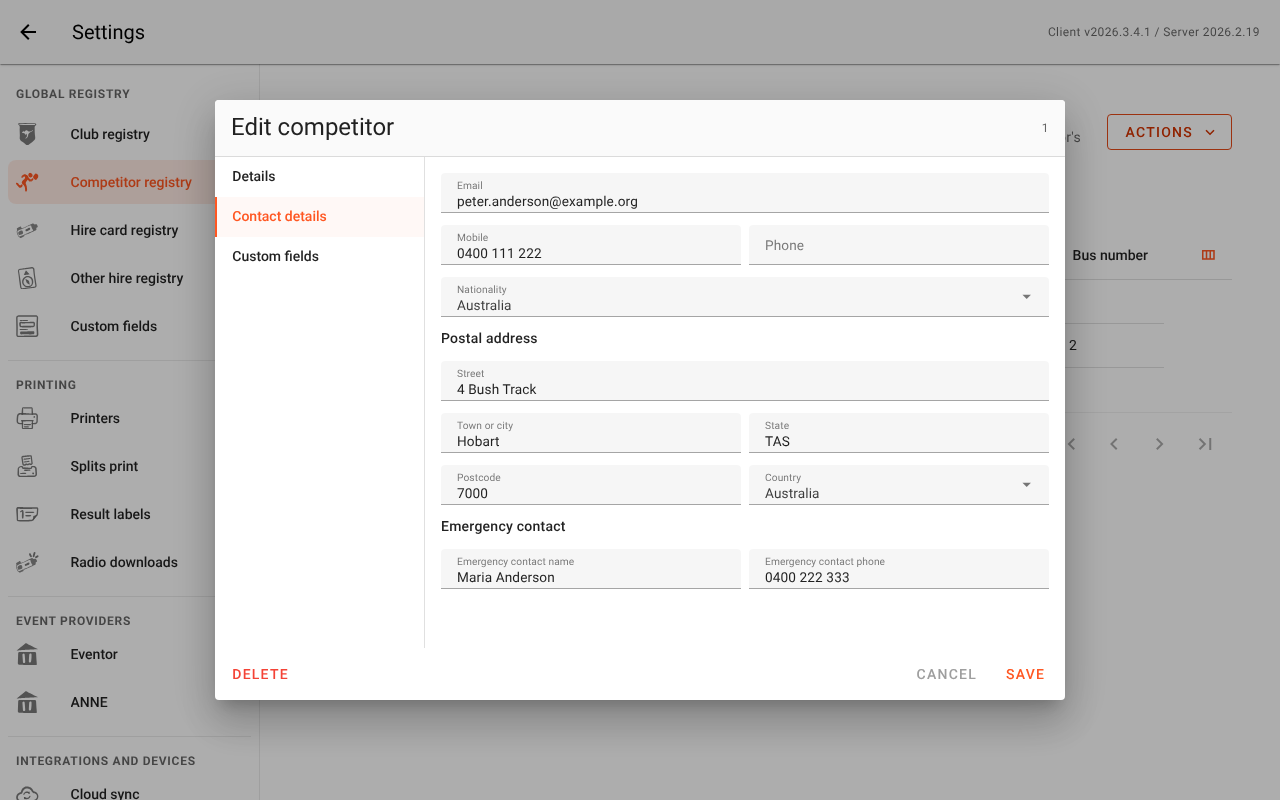 Settings
Client v2026.3.4.1 / Server 2026.2.19
GLOBAL REGISTRY
Club registry
Competitor registry
Hire card registry
Other hire registry
Custom fields
PRINTING
Printers
Splits print
Result labels
Radio downloads
EVENT PROVIDERS
Eventor
ANNE
INTEGRATIONS AND DEVICES
Cloud sync
r's
ACTIONS
Bus number
2
Edit competitor
1
Details
Contact details
Custom fields
Email
peter.anderson@example.org
Mobile
0400 111 222
Phone
Nationality
Australia
Postal address
Street
4 Bush Track
Town or city
Hobart
State
TAS
Postcode
7000
Country
Australia
Emergency contact
Emergency contact name
Maria Anderson
Emergency contact phone
0400 222 333
DELETE
CANCEL
SAVE